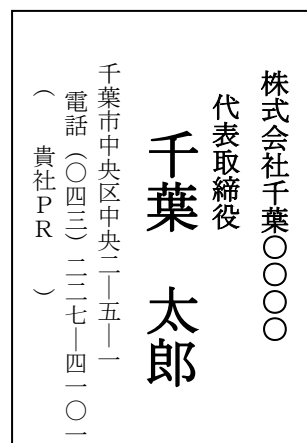 株式会社千葉〇〇〇〇
代表取締役
千葉　太郎
千葉市中央区中央二―五―一
電話（〇四三）二二七―四一〇一
（　貴社ＰＲ　）